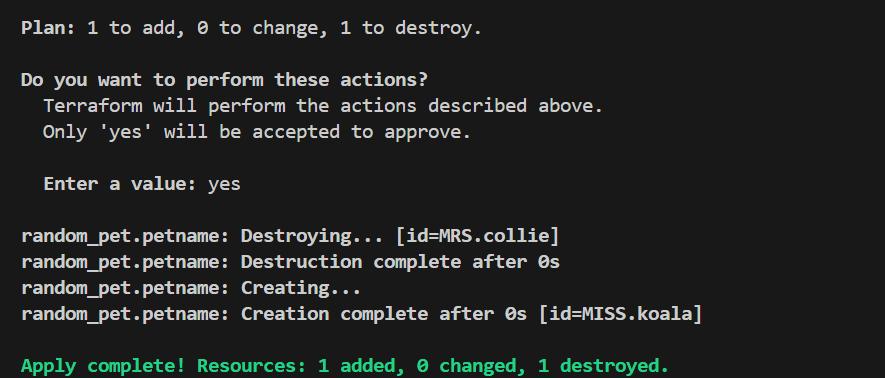 Plan: 1 to add, 0 to change, 1 to destroy.
Do you want to perform these actions?
Terraform will perform the actions described above.
Only 'yes' will be accepted to approve.
Enter a value: yes
random_pet.petname: Destroying... [id=MRS.collie]
random_pet.petname: Destruction complete after 0s
random_pet.petname: Creating...
random_pet.petname: Creation complete after 0s [id=MISS.koala]
Apply complete! Resources: 1 added, 0 changed, 1 destroyed.